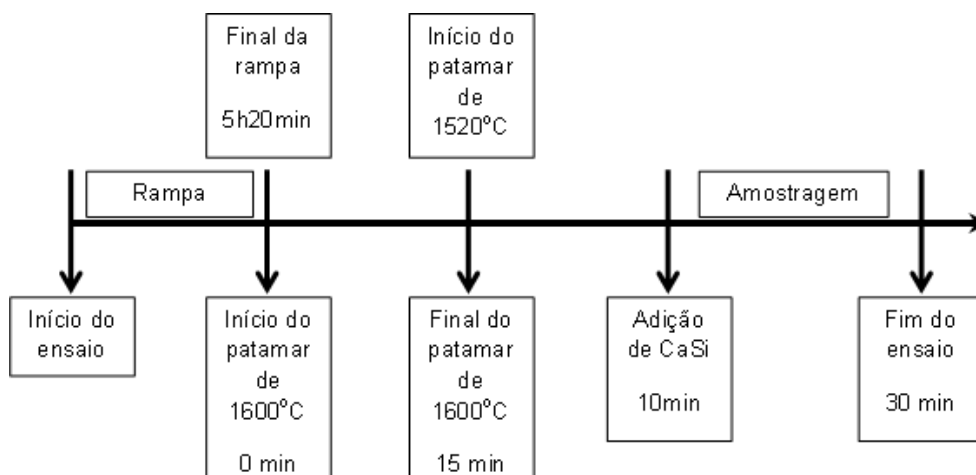 Final da
rampa
5h20min
Início do
patamar
de
1520°C
Rampa
Amostragem
Início do
ensaio
Início do
patamar
de
1600°C
0 min
Final do
patamar
de
1600°C
15 min
Adição
de CaSi
10min
Fim do
ensaio
30 min